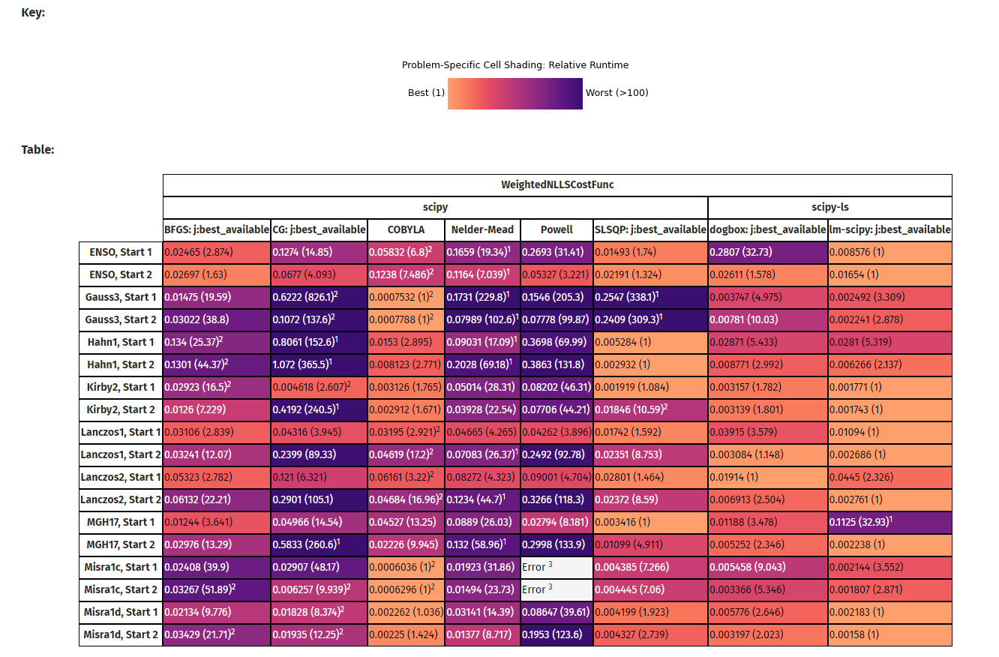 Key:
Problem-Specific Cell Shading: Relative Runtime
Best (1) Worst (>100)
Table:
WeightedNLLSCostFunc
scipy scipy-ls
BFGS: j:best_available CG: j:best_available COBYLA Nelder-Mead Powell SLSQP: j:best_available dogbox: j:best_available lm-scipy: j:best_available
ENSO, Start 1 0.02465 (2.874) 0.1274 (14.85) 0.05832 (6.8)² 0.1659 (19.34)¹ 0.2693 (31.41) 0.01493 (1.74) 0.2807 (32.73) 0.008576 (1)
ENSO, Start 2 0.02697 (1.63) 0.0677 (4.093) 0.1238 (7.486)² 0.1164 (7.039)¹ 0.05327 (3.221) 0.02191 (1.324) 0.02611 (1.578) 0.01654 (1)
Gauss3, Start 1 0.01475 (19.59) 0.6222 (826.1)² 0.0007532 (1)² 0.1731 (229.8)¹ 0.1546 (205.3) 0.2547 (338.1)¹ 0.003747 (4.975) 0.002492 (3.309)
Gauss3, Start 2 0.03022 (38.8) 0.1072 (137.6)² 0.0007788 (1)² 0.07989 (102.6)¹ 0.07778 (99.87) 0.2409 (309.3)¹ 0.00781 (10.03) 0.002241 (2.878)
Hahn1, Start 1 0.134 (25.37)² 0.8061 (152.6)¹ 0.0153 (2.895) 0.09031 (17.09)¹ 0.3698 (69.99) 0.005284 (1) 0.02871 (5.433) 0.0281 (5.319)
Hahn1, Start 2 0.1301 (44.37)² 1.072 (365.5)¹ 0.008123 (2.771) 0.2028 (69.18)¹ 0.3863 (131.8) 0.002932 (1) 0.008771 (2.992) 0.006266 (2.137)
Kirby2, Start 1 0.02923 (16.5)² 0.004618 (2.607)² 0.003126 (1.765) 0.05014 (28.31) 0.08202 (46.31) 0.001919 (1.084) 0.003157 (1.782) 0.001771 (1)
Kirby2, Start 2 0.0126 (7.229) 0.4192 (240.5)¹ 0.002912 (1.671) 0.03928 (22.54) 0.07706 (44.21) 0.01846 (10.59)² 0.003139 (1.801) 0.001743 (1)
Lanczos1, Start 1 0.03106 (2.839) 0.04316 (3.945) 0.03195 (2.921)² 0.04665 (4.265) 0.04262 (3.896) 0.01742 (1.592) 0.03915 (3.579) 0.01094 (1)
Lanczos1, Start 2 0.03241 (12.07) 0.2399 (89.33) 0.04619 (17.2)² 0.07083 (26.37)¹ 0.2492 (92.78) 0.02351 (8.753) 0.003084 (1.148) 0.002686 (1)
Lanczos2, Start 1 0.05323 (2.782) 0.121 (6.321) 0.06161 (3.22)² 0.08272 (4.323) 0.09001 (4.704) 0.02801 (1.464) 0.01914 (1) 0.0445 (2.326)
Lanczos2, Start 2 0.06132 (22.21) 0.2901 (105.1) 0.04684 (16.96)² 0.1234 (44.7)¹ 0.3266 (118.3) 0.02372 (8.59) 0.006913 (2.504) 0.002761 (1)
MGH17, Start 1 0.01244 (3.641) 0.04966 (14.54) 0.04527 (13.25) 0.0889 (26.03) 0.02794 (8.181) 0.003416 (1) 0.01188 (3.478) 0.1125 (32.93)¹
MGH17, Start 2 0.02976 (13.29) 0.5833 (260.6)¹ 0.02226 (9.945) 0.132 (58.96)¹ 0.2998 (133.9) 0.01099 (4.911) 0.005252 (2.346) 0.002238 (1)
Misra1c, Start 1 0.02408 (39.9) 0.02907 (48.17) 0.0006036 (1)² 0.01923 (31.86) Error ³ 0.004385 (7.266) 0.005458 (9.043) 0.002144 (3.552)
Misra1c, Start 2 0.03267 (51.89)² 0.006257 (9.939)² 0.0006296 (1)² 0.01494 (23.73) Error ³ 0.004445 (7.06) 0.003366 (5.346) 0.001807 (2.871)
Misra1d, Start 1 0.02134 (9.776) 0.01828 (8.374)² 0.002262 (1.036) 0.03141 (14.39) 0.08647 (39.61) 0.004199 (1.923) 0.005776 (2.646) 0.002183 (1)
Misra1d, Start 2 0.03429 (21.71)² 0.01935 (12.25)² 0.00225 (1.424) 0.01377 (8.717) 0.1953 (123.6) 0.004327 (2.739) 0.003197 (2.023) 0.00158 (1)